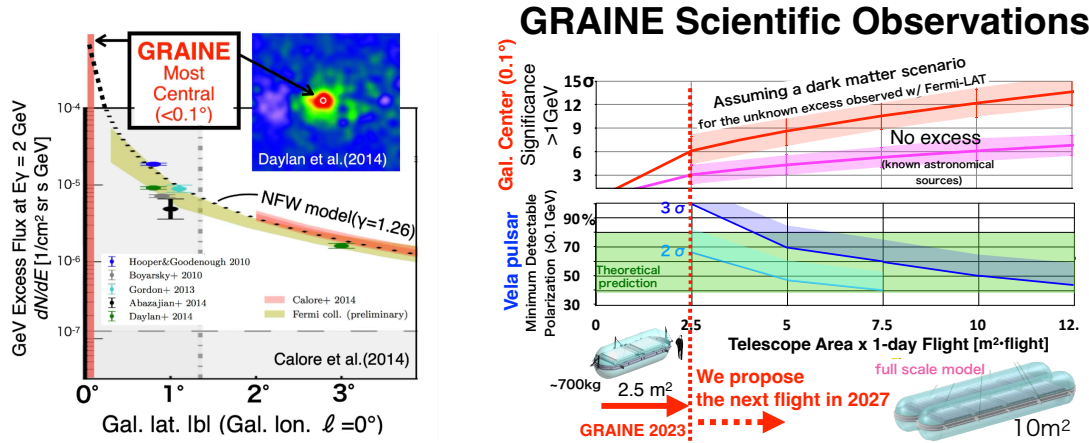 GRAINE
Most
Central
(<0.1°)
Daylan et al.(2014)
GeV Excess Flux at Eγ = 2 GeV
dN/dE [1/cm² sr s GeV]
10⁻⁴
10⁻⁵
10⁻⁶
10⁻⁷
NFW model(γ=1.26)
Hooper&Goodenough 2010
Boyarsky+ 2010
Gordon+ 2013
Abazajian+ 2014
Daylan+ 2014
Calore+ 2014
Fermi coll. (preliminary)
Calore et al.(2014)
0° 1° 2° 3°
Gal. lat. |b| (Gal. lon. ℓ =0°)
GRAINE Scientific Observations
Gal. Center (0.1°)
Significance
>1GeV
15σ
12
9
6
3
Assuming a dark matter scenario
for the unknown excess observed w/ Fermi-LAT
No excess
(known astronomical
sources)
Vela pulsar
Minimum Detectable
Polarization (>0.1GeV)
90%
70
50
30
3 σ
2 σ
Theoretical
prediction
0 2.5 5 7.5 10 12.5
Telescope Area x 1-day Flight [m²·flight]
~700kg
2.5 m²
GRAINE 2023
We propose
the next flight in 2027
full scale model
10m²